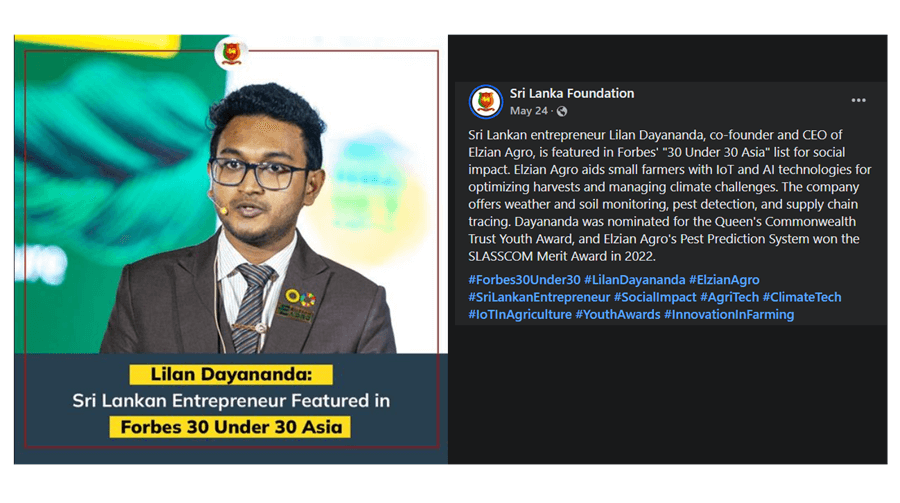 Lilan Dayananda:
Sri Lankan Entrepreneur Featured in
Forbes 30 Under 30 Asia
Sri Lanka Foundation
May 24 ·
Sri Lankan entrepreneur Lilan Dayananda, co-founder and CEO of
Elzian Agro, is featured in Forbes' "30 Under 30 Asia" list for social
impact. Elzian Agro aids small farmers with IoT and AI technologies for
optimizing harvests and managing climate challenges. The company
offers weather and soil monitoring, pest detection, and supply chain
tracing. Dayananda was nominated for the Queen's Commonwealth
Trust Youth Award, and Elzian Agro's Pest Prediction System won the
SLASSCOM Merit Award in 2022.
#Forbes30Under30 #LilanDayananda #ElzianAgro
#SriLankanEntrepreneur #SocialImpact #AgriTech #ClimateTech
#IoTInAgriculture #YouthAwards #InnovationInFarming